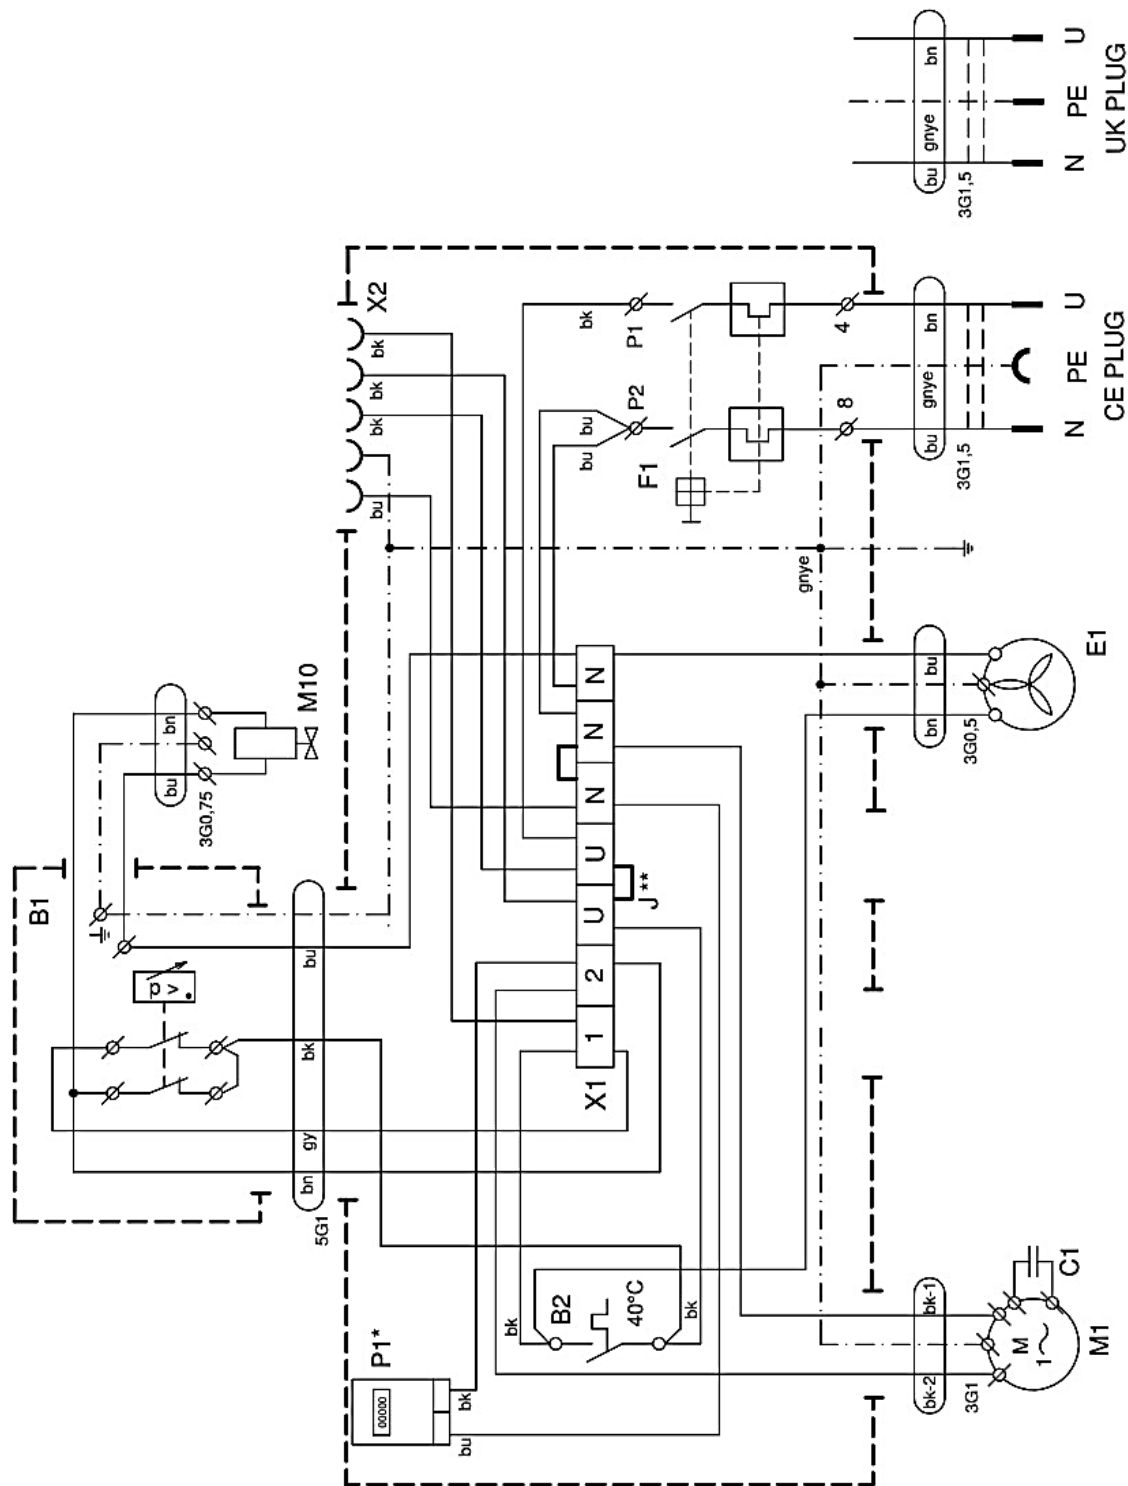 B1
bu
bn
p
v
3G0,75
M10
bn
gy
bk
bu
5G1
P1*
00000
bu
bk
bk
bk
bk
X2
bu
bk
bk
B2
bu
bu
bk
X1
1
2
U
U
N
N
N
J**
40°C
bk
F1
P2
P1
gnye
8
4
bk-2
bk-1
bn
bu
bu
gnye
bn
bu
gnye
bn
3G1
3G0,5
3G1,5
3G1,5
M
1~
C1
M1
E1
N PE U
CE PLUG
N PE U
UK PLUG